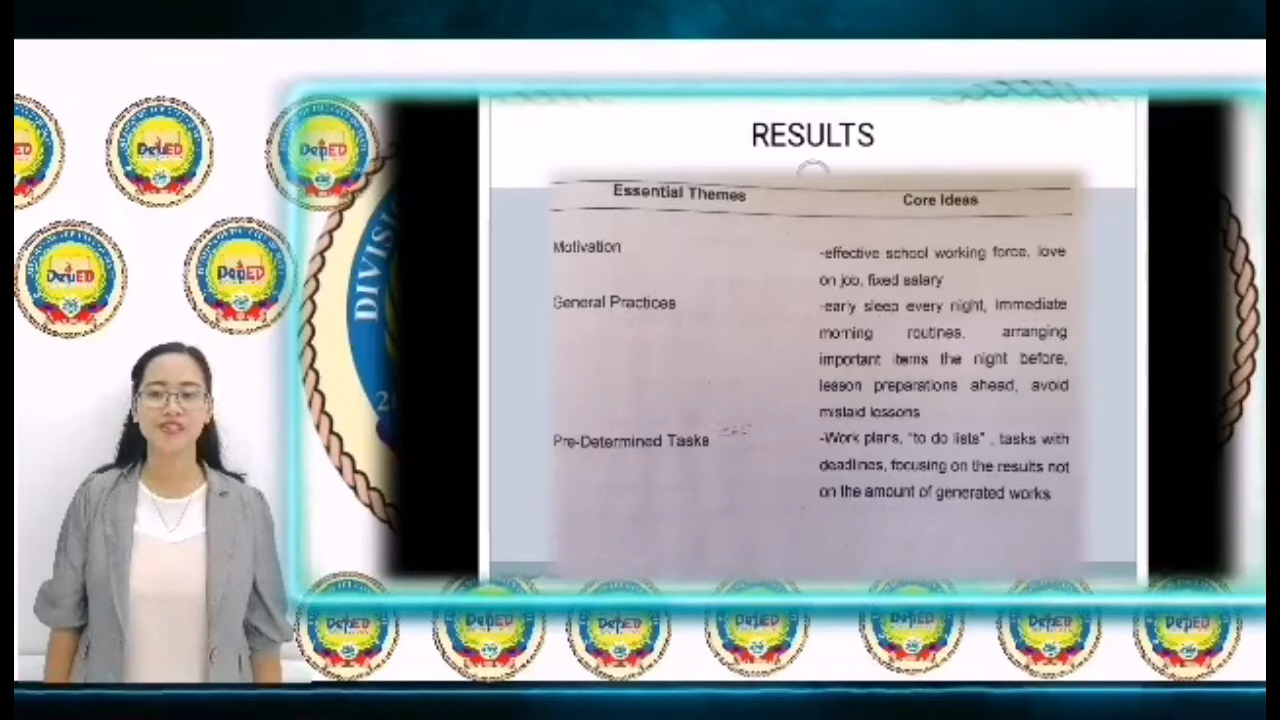 RESULTS
Essential Themes
Core Ideas
Motivation
-effective school working force, love
on job, fixed salary
General Practices
-early sleep every night, immediate
morning routines, arranging
important items the night before,
lesson preparations ahead, avoid
mislaid lessons
Pre-Determined Tasks
-Work plans, "to do lists" , tasks with
deadlines, focusing on the results not
on the amount of generated works
DepED
DepED
DepED
DepED
DIVIS
DepED
DepED
DepED
DepED
DepED
DepED
DepED